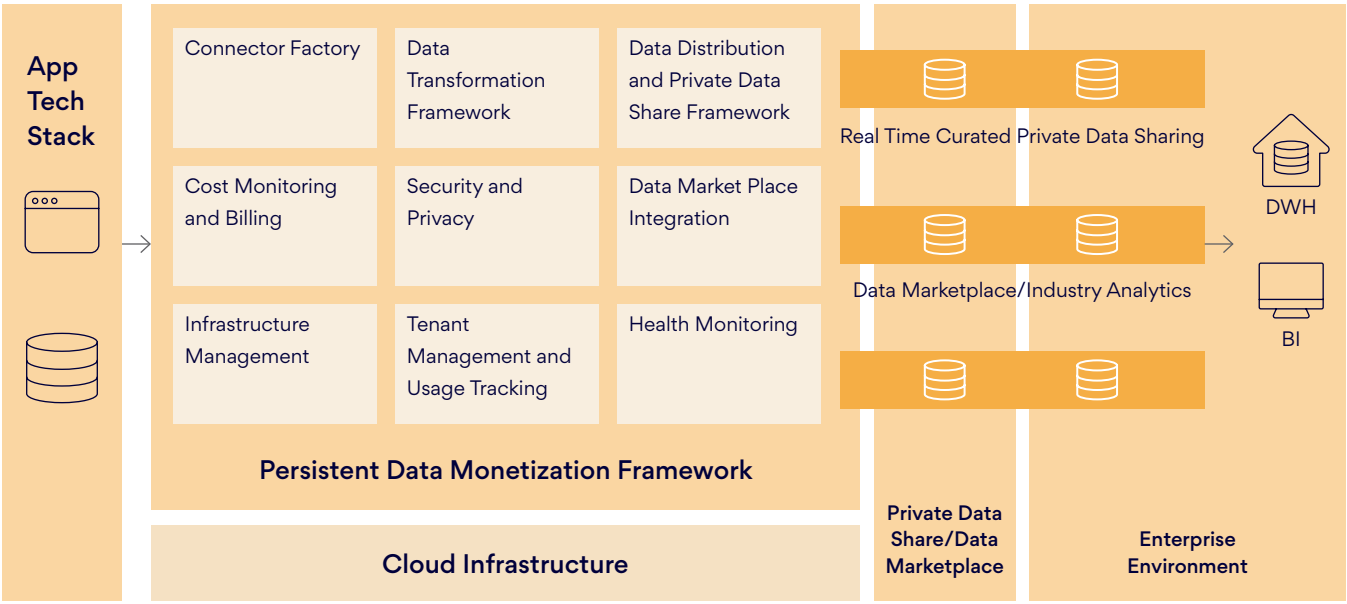 App
Tech
Stack
Connector Factory
Data
Transformation
Framework
Data Distribution
and Private Data
Share Framework
Cost Monitoring
and Billing
Security and
Privacy
Data Market Place
Integration
Infrastructure
Management
Tenant
Management and
Usage Tracking
Health Monitoring
Persistent Data Monetization Framework
Cloud Infrastructure
Real Time Curated Private Data Sharing
Data Marketplace/Industry Analytics
Private Data
Share/Data
Marketplace
DWH
BI
Enterprise
Environment